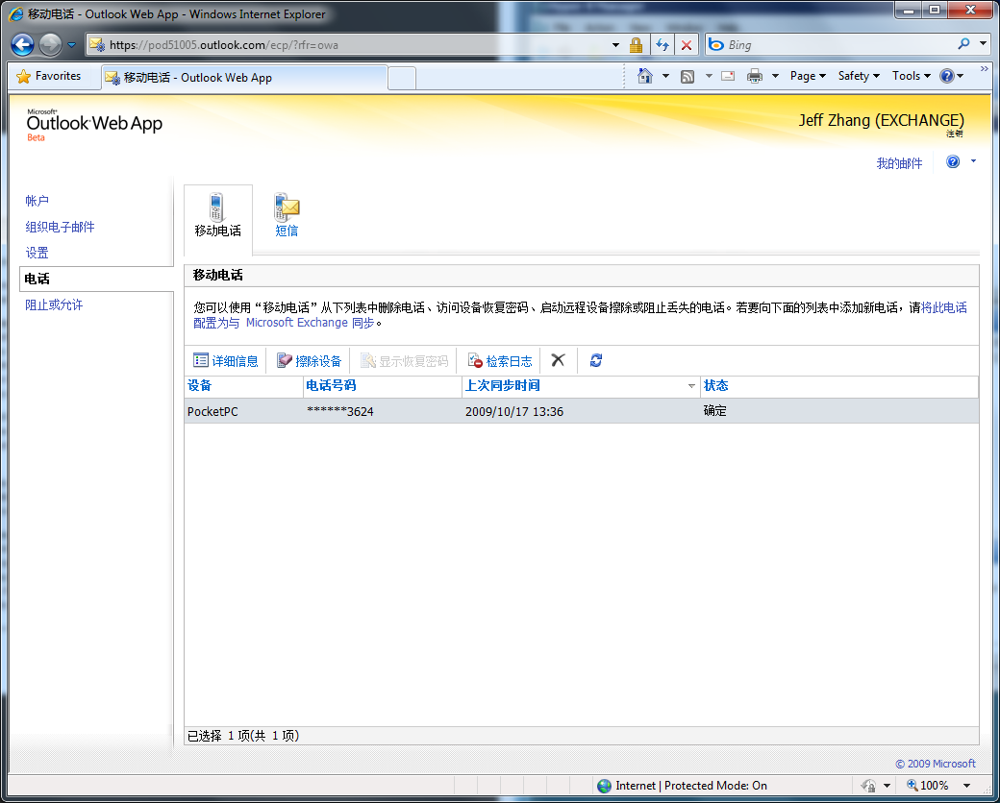 移动电话 - Outlook Web App - Windows Internet Explorer
https://pod51005.outlook.com/ecp/?rfr=owa
Bing
Favorites
移动电话 - Outlook Web App
Page
Safety
Tools
»
Microsoft®
Outlook Web App
Beta
Jeff Zhang (EXCHANGE)
注销
我的邮件
帐户
组织电子邮件
设置
电话
阻止或允许
移动电话
短信
移动电话
您可以使用“移动电话”从下列表中删除电话、访问设备恢复密码、启动远程设备擦除或阻止丢失的电话。若要向下面的列表中添加新电话，请将此电话
配置为与 Microsoft Exchange 同步。
详细信息
擦除设备
显示恢复密码
检索日志
设备 电话号码 上次同步时间 状态
PocketPC ******3624 2009/10/17 13:36 确定
已选择 1 项(共 1 项)
© 2009 Microsoft
Internet | Protected Mode: On
100%